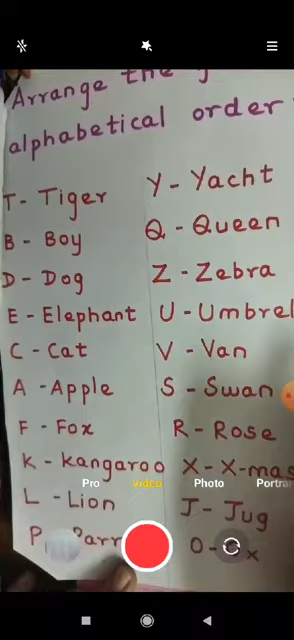 Arrange the
alphabetical order
T - Tiger
B - Boy
D - Dog
E - Elephant
C - Cat
A - Apple
F - Fox
K - Kangaroo
L - Lion
P
Y - Yacht
Q - Queen
Z - Zebra
U - Umbrel
V - Van
S - Swan
R - Rose
X - X-mas
J - Jug
O -
Pro Video Photo Portra